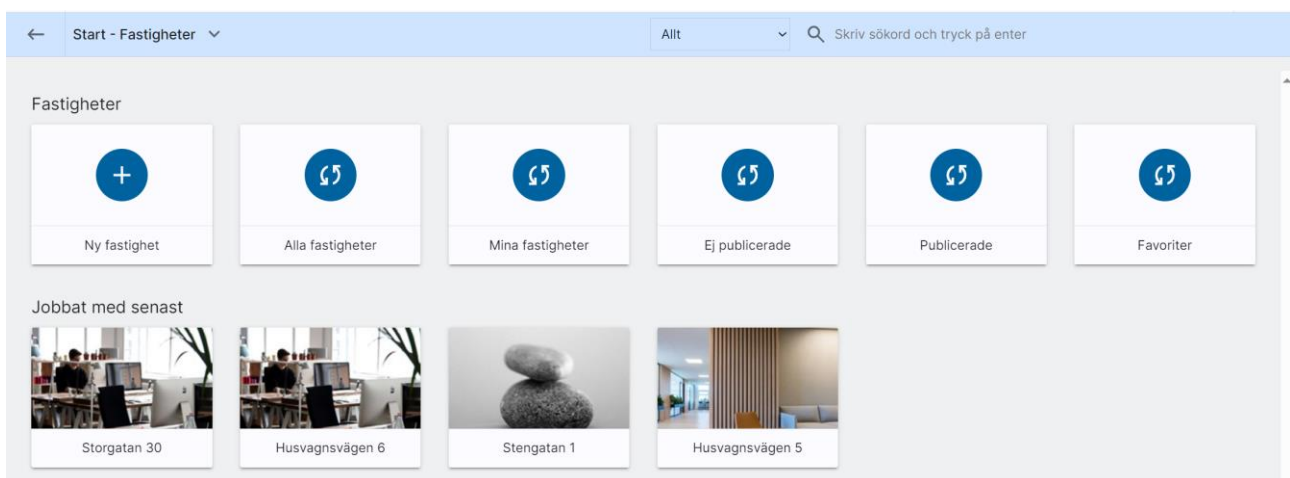 Start - Fastigheter
Allt
Skriv sökord och tryck på enter
Fastigheter
Ny fastighet
Alla fastigheter
Mina fastigheter
Ej publicerade
Publicerade
Favoriter
Jobbat med senast
Storgatan 30
Husvagnsvägen 6
Stengatan 1
Husvagnsvägen 5